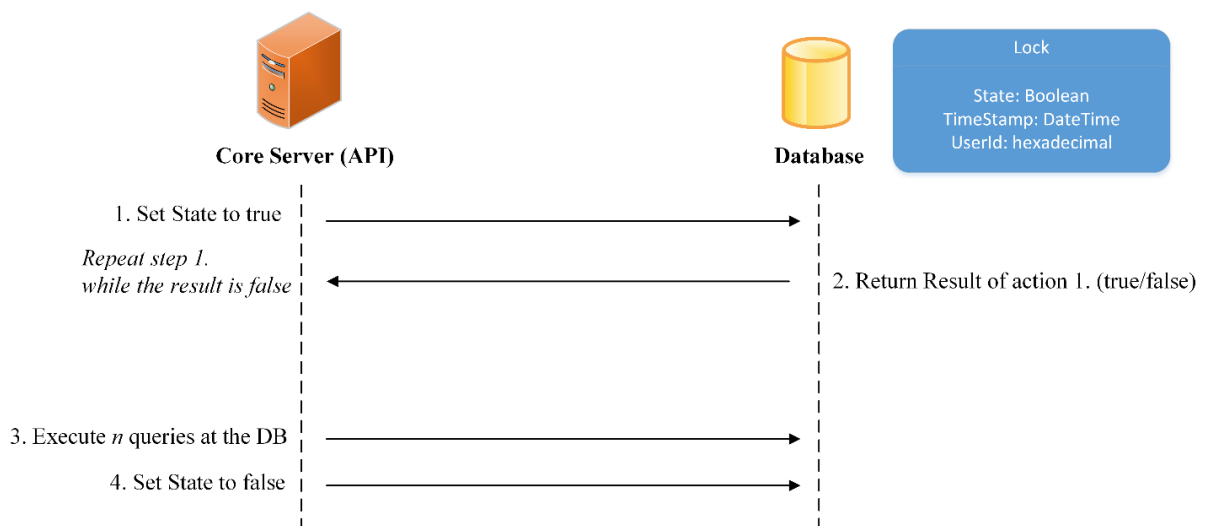 Lock
State: Boolean
TimeStamp: DateTime
UserId: hexadecimal
Core Server (API)
Database
1. Set State to true
Repeat step 1.
while the result is false
2. Return Result of action 1. (true/false)
3. Execute n queries at the DB
4. Set State to false